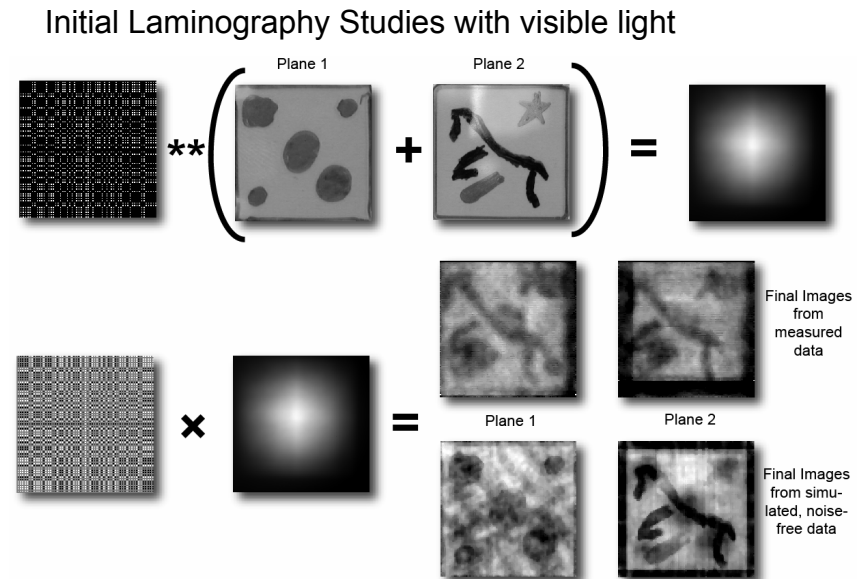 Initial Laminography Studies with visible light
Plane 1
Plane 2
**
(
+
)
=
Final Images
from
measured
data
×
=
Plane 1
Plane 2
Final Images
from simu-
lated, noise-
free data